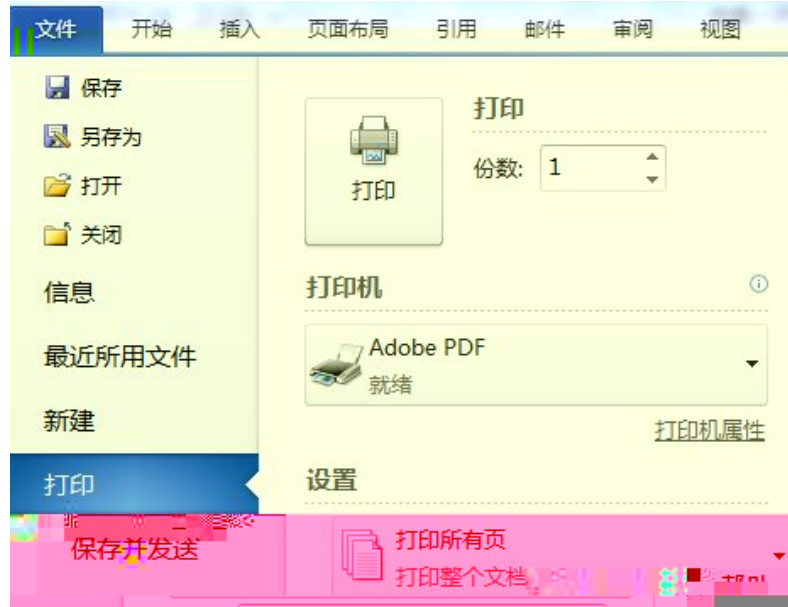 文件 开始 插入 页面布局 引用 邮件 审阅 视图
保存
另存为
打开
关闭
信息
最近所用文件
新建
打印
保存并发送
打印
打印
份数: 1
打印机
Adobe PDF
就绪
打印机属性
设置
打印所有页
打印整个文档